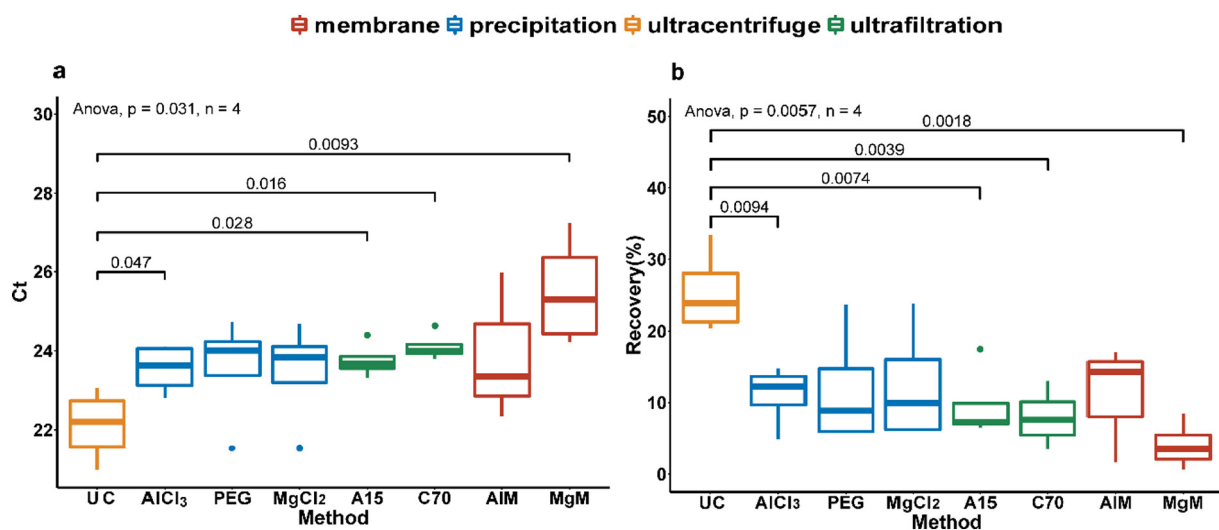 membrane precipitation ultracentrifuge ultrafiltration
a
Anova, p = 0.031, n = 4
0.0093
0.016
0.028
0.047
30
28
26
24
22
Ct
UC AlCl3 PEG MgCl2 A15 C70 AlM MgM
Method
b
Anova, p = 0.0057, n = 4
0.0018
0.0039
0.0074
0.0094
50
40
30
20
10
0
Recovery(%)
UC AlCl3 PEG MgCl2 A15 C70 AlM MgM
Method